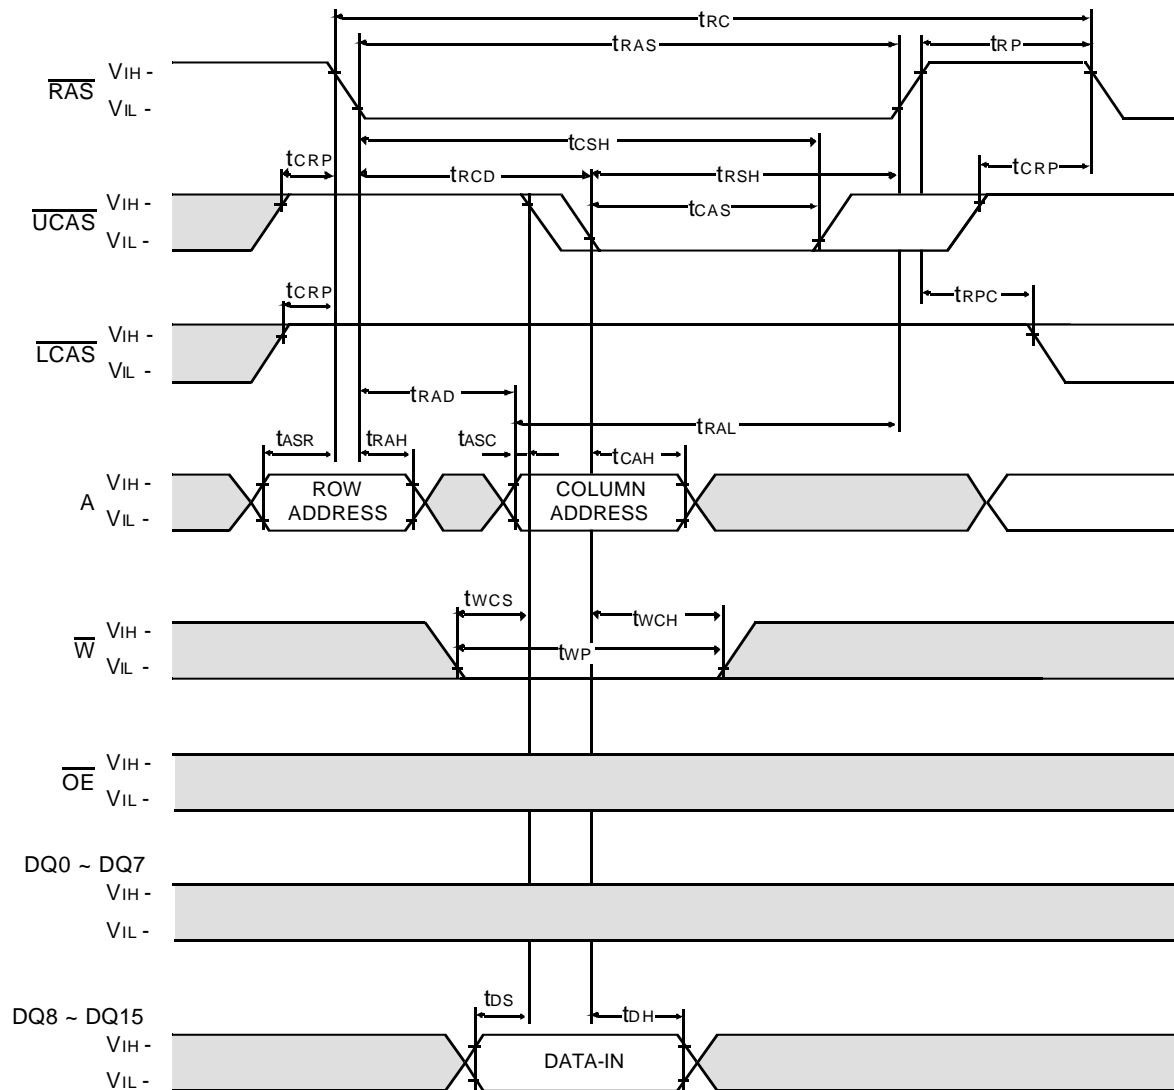 tRC
tRAS
tRP
RAS
VIH -
VIL -
tCSH
tCRP
tRCD
tRSH
tCRP
UCAS
VIH -
VIL -
tCAS
tCRP
tRPC
LCAS
VIH -
VIL -
tRAD
tRAL
tASR
tRAH
tASC
tCAH
A
VIH -
VIL -
ROW
ADDRESS
COLUMN
ADDRESS
tWCS
tWCH
W
VIH -
VIL -
tWP
OE
VIH -
VIL -
DQ0 ~ DQ7
VIH -
VIL -
tDS
tDH
DQ8 ~ DQ15
VIH -
VIL -
DATA-IN